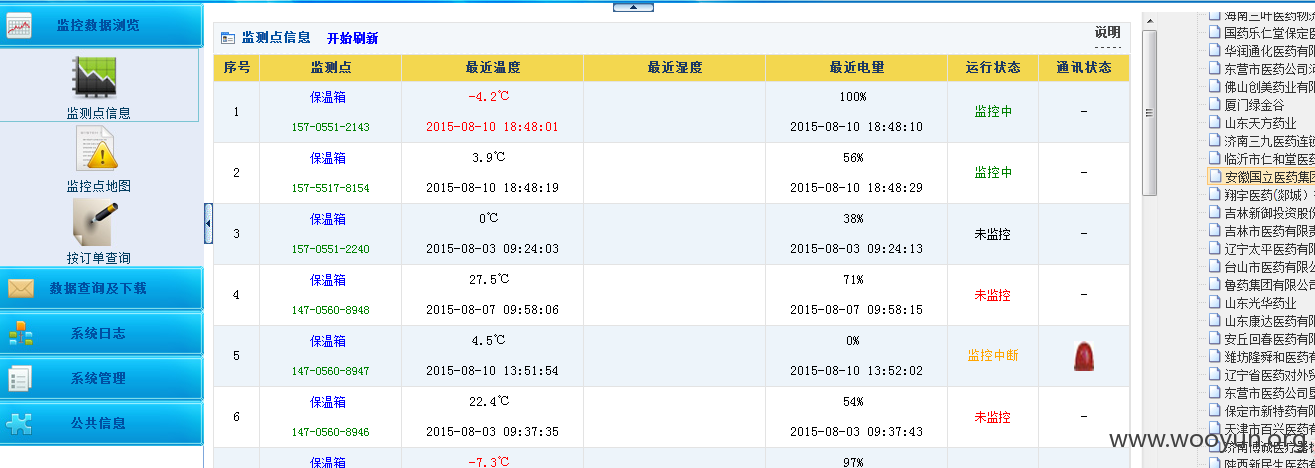 监控数据浏览
监测点信息
监控点地图
按订单查询
数据查询及下载
系统日志
系统管理
公共信息
监测点信息 开始刷新
说明
序号 监测点 最近温度 最近湿度 最近电量 运行状态 通讯状态
1 保温箱 -4.2℃ 100% 监控中 -
157-0551-2143 2015-08-10 18:48:01 2015-08-10 18:48:10
2 保温箱 3.9℃ 56% 监控中 -
157-5517-8154 2015-08-10 18:48:19 2015-08-10 18:48:29
3 保温箱 0℃ 38% 未监控 -
157-0551-2240 2015-08-03 09:24:03 2015-08-03 09:24:13
4 保温箱 27.5℃ 71% 未监控 -
147-0560-8948 2015-08-07 09:58:06 2015-08-07 09:58:15
5 保温箱 4.5℃ 0% 监控中断
147-0560-8947 2015-08-10 13:51:54 2015-08-10 13:52:02
6 保温箱 22.4℃ 54% 未监控 -
147-0560-8946 2015-08-03 09:37:35 2015-08-03 09:37:43
保温箱 -7.3℃ 97%
海南三叶医药物
国药乐仁堂保定医
华润通化医药有限
东营市医药公司
佛山创美药业有限
厦门绿金谷
山东天方药业
济南三九医药连锁
临沂市仁和堂医药
安徽国立医药集团
翔宇医药(郯城）
吉林新御投资股份
吉林市医药有限责
辽宁太平医药有限
台山市医药有限公
鲁药集团有限公司
山东光华药业
山东康达医药有限
安丘回春医药有限
潍坊隆舜和医药有
辽宁省医药对外贸
东营市医药公司
保定市新特药有限
天津市百兴医药有
济南博诚医疗器
陕西新民生医药有
www.wooyun.org